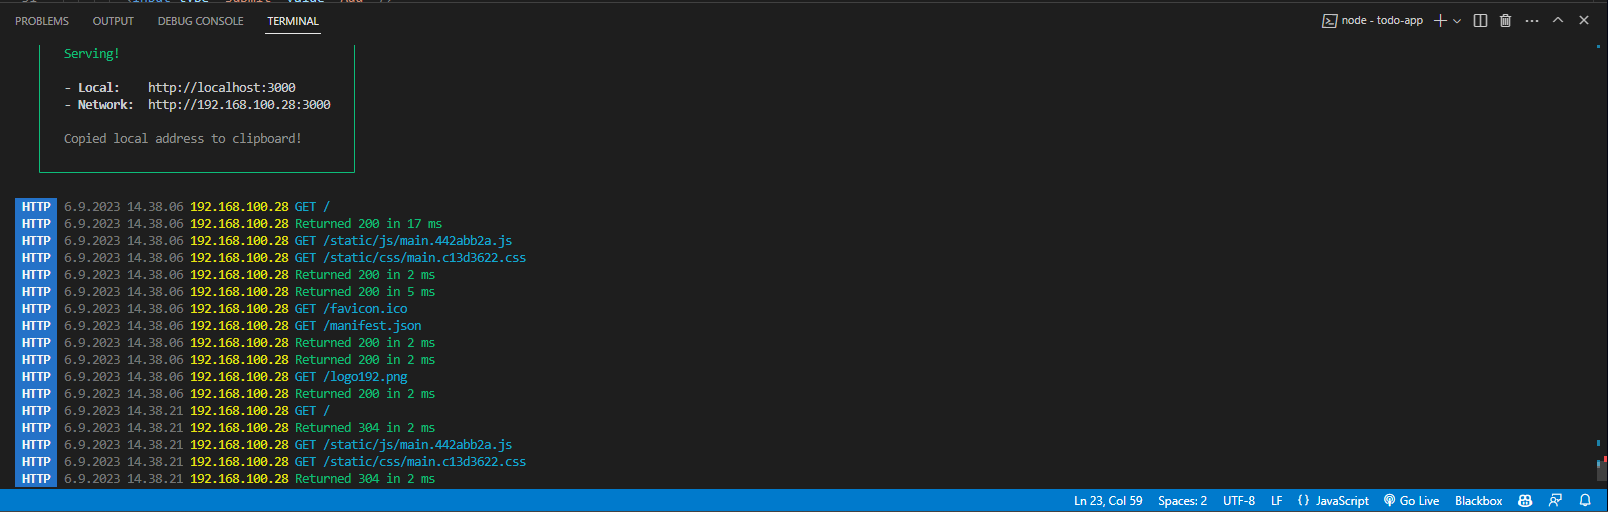 PROBLEMS OUTPUT DEBUG CONSOLE TERMINAL node - todo-app
Serving!
- Local: http://localhost:3000
- Network: http://192.168.100.28:3000
Copied local address to clipboard!
HTTP 6.9.2023 14.38.06 192.168.100.28 GET /
HTTP 6.9.2023 14.38.06 192.168.100.28 Returned 200 in 17 ms
HTTP 6.9.2023 14.38.06 192.168.100.28 GET /static/js/main.442abb2a.js
HTTP 6.9.2023 14.38.06 192.168.100.28 GET /static/css/main.c13d3622.css
HTTP 6.9.2023 14.38.06 192.168.100.28 Returned 200 in 2 ms
HTTP 6.9.2023 14.38.06 192.168.100.28 Returned 200 in 5 ms
HTTP 6.9.2023 14.38.06 192.168.100.28 GET /favicon.ico
HTTP 6.9.2023 14.38.06 192.168.100.28 GET /manifest.json
HTTP 6.9.2023 14.38.06 192.168.100.28 Returned 200 in 2 ms
HTTP 6.9.2023 14.38.06 192.168.100.28 Returned 200 in 2 ms
HTTP 6.9.2023 14.38.06 192.168.100.28 GET /logo192.png
HTTP 6.9.2023 14.38.06 192.168.100.28 Returned 200 in 2 ms
HTTP 6.9.2023 14.38.21 192.168.100.28 GET /
HTTP 6.9.2023 14.38.21 192.168.100.28 Returned 304 in 2 ms
HTTP 6.9.2023 14.38.21 192.168.100.28 GET /static/js/main.442abb2a.js
HTTP 6.9.2023 14.38.21 192.168.100.28 GET /static/css/main.c13d3622.css
HTTP 6.9.2023 14.38.21 192.168.100.28 Returned 304 in 2 ms
Ln 23, Col 59 Spaces: 2 UTF-8 LF {} JavaScript Go Live Blackbox